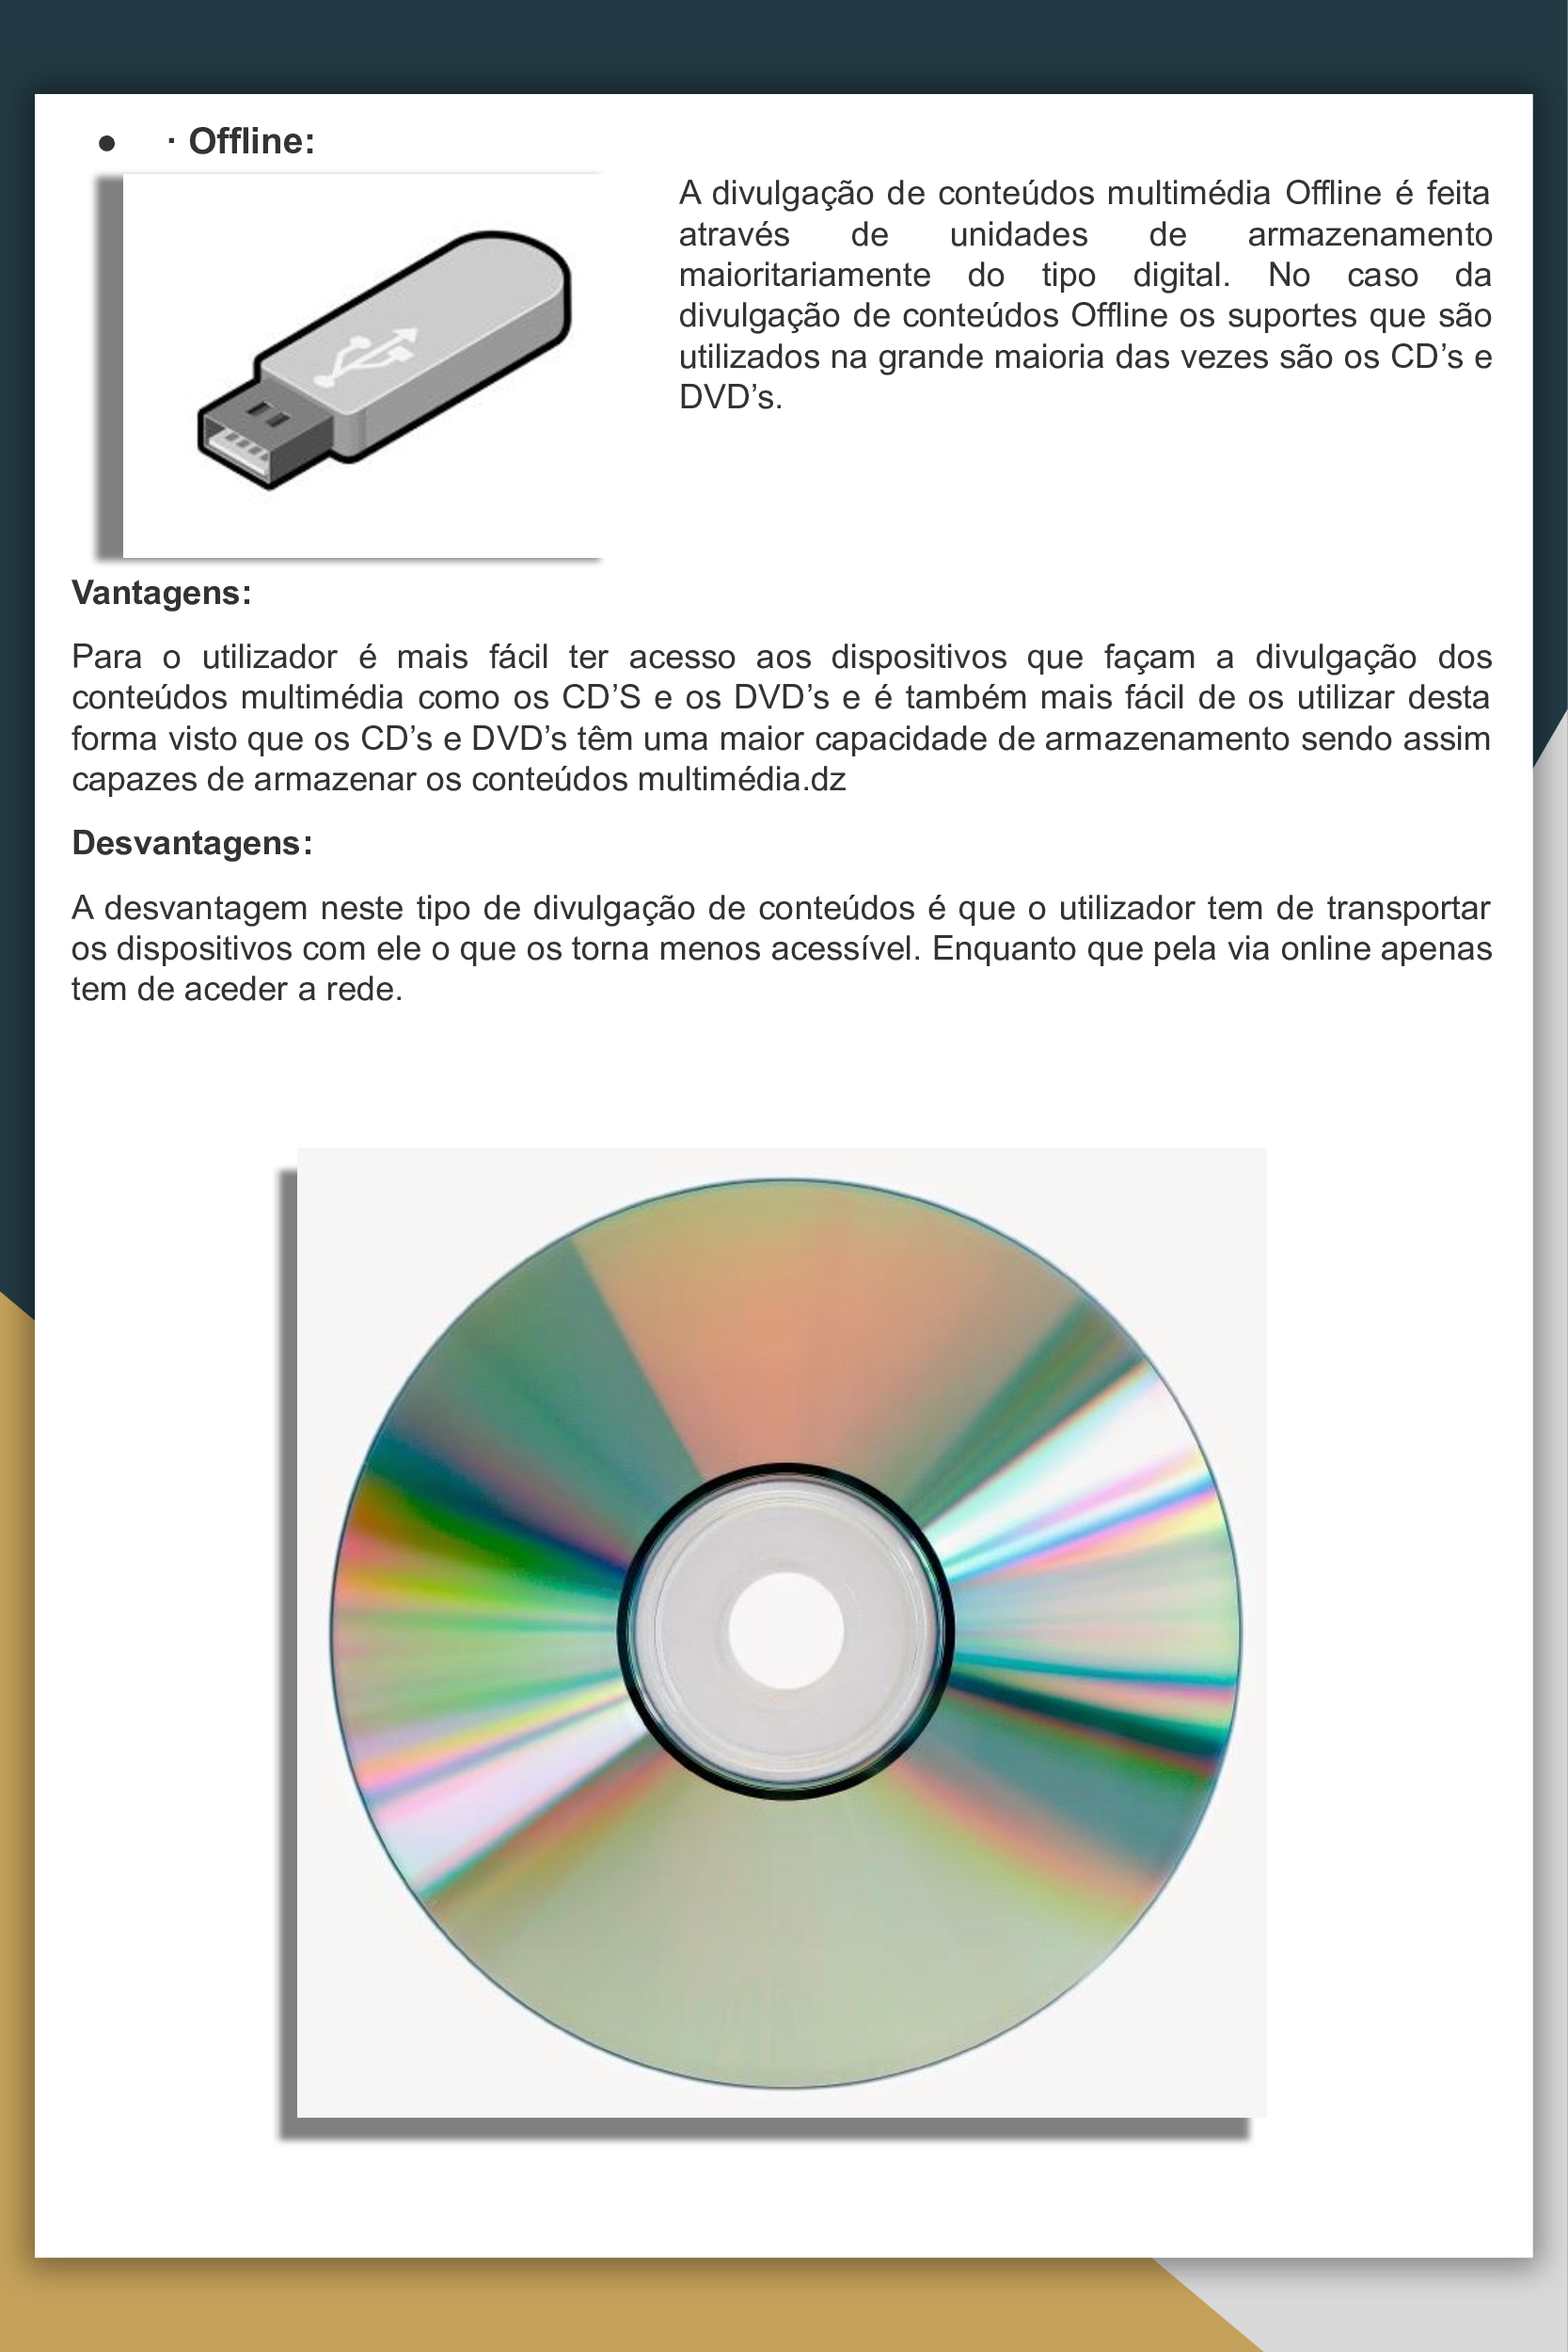 ● · Offline:
A divulgação de conteúdos multimédia Offline é feita
através de unidades de armazenamento
maioritariamente do tipo digital. No caso da
divulgação de conteúdos Offline os suportes que são
utilizados na grande maioria das vezes são os CD’s e
DVD’s.
Vantagens:
Para o utilizador é mais fácil ter acesso aos dispositivos que façam a divulgação dos
conteúdos multimédia como os CD’S e os DVD’s e é também mais fácil de os utilizar desta
forma visto que os CD’s e DVD’s têm uma maior capacidade de armazenamento sendo assim
capazes de armazenar os conteúdos multimédia.dz
Desvantagens:
A desvantagem neste tipo de divulgação de conteúdos é que o utilizador tem de transportar
os dispositivos com ele o que os torna menos acessível. Enquanto que pela via online apenas
tem de aceder a rede.